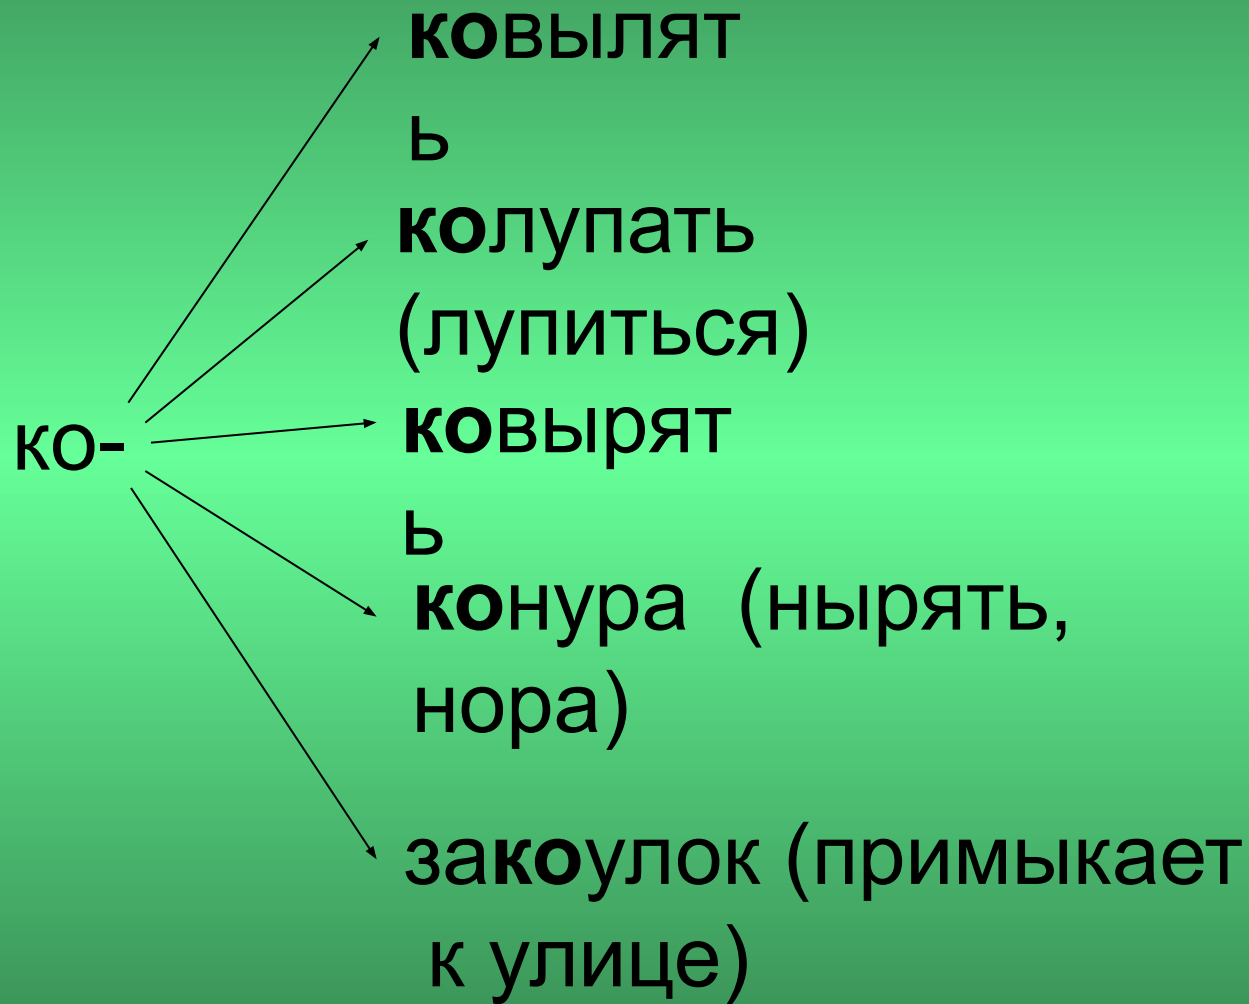 ковылят
ь
колупать
(лупиться)
ко-
ковырят
ь
конура (нырять,
нора)
закоулок (примыкает
к улице)